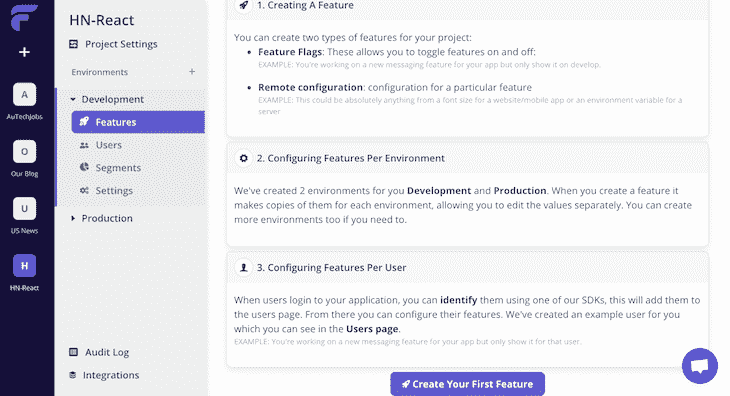 HN-React
Project Settings
Environments
Development
Features
Users
Segments
Settings
Production
Audit Log
Integrations
A
AuTechJobs
O
Our Blog
U
US News
H
HN-React
1. Creating A Feature
You can create two types of features for your project:
Feature Flags: These allows you to toggle features on and off:
EXAMPLE: You're working on a new messaging feature for your app but only show it on develop.
Remote configuration: configuration for a particular feature
EXAMPLE: This could be absolutely anything from a font size for a website/mobile app or an environment variable for a
server
2. Configuring Features Per Environment
We've created 2 environments for you Development and Production. When you create a feature it
makes copies of them for each environment, allowing you to edit the values separately. You can create
more environments too if you need to.
3. Configuring Features Per User
When users login to your application, you can identify them using one of our SDKs, this will add them to
the users page. From there you can configure their features. We've created an example user for you
which you can see in the Users page.
EXAMPLE: You're working on a new messaging feature for your app but only show it for that user.
Create Your First Feature